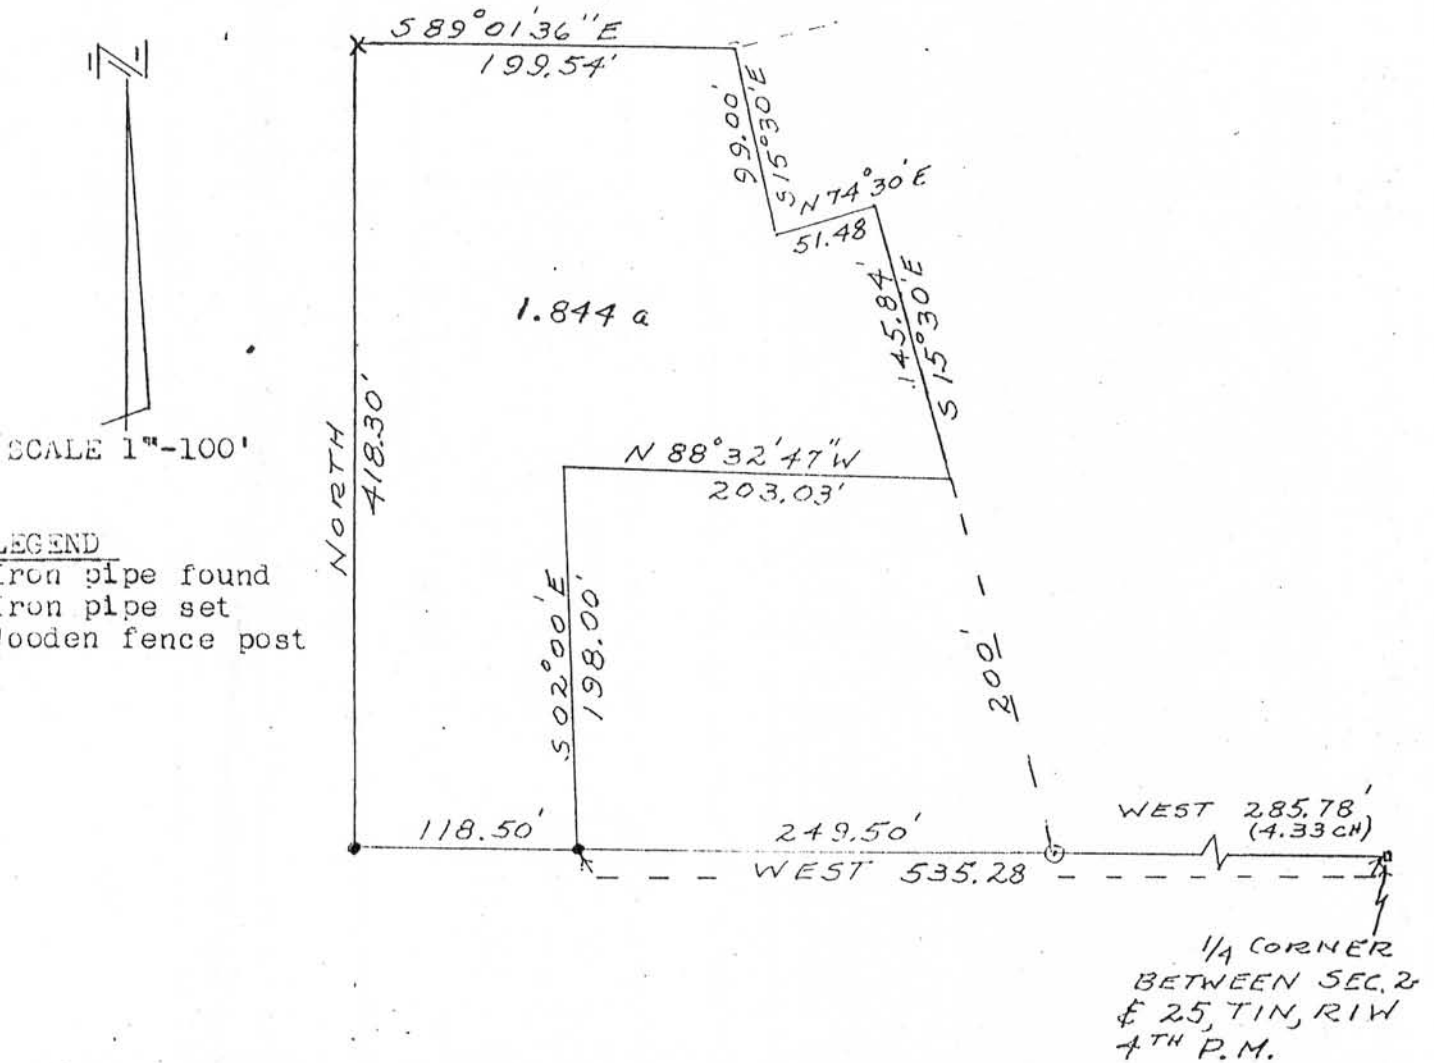 S 89° 01' 36" E
199.54'
N
99.00'
S 15° 30' E
N 74° 30' E
51.48
1.844 a
145.84'
S 15° 30' E
SCALE 1"-100'
NORTH
418.30'
N 88° 32' 47" W
203.03'
LEGEND
Iron pipe found
Iron pipe set
Wooden fence post
S 02° 00' E
198.00'
200'
118.50'
249.50'
WEST 285.78'
(4.33 CH)
WEST 535.28
1/4 CORNER
BETWEEN SEC. 2
& 25, T1N, R1W
4TH P.M.